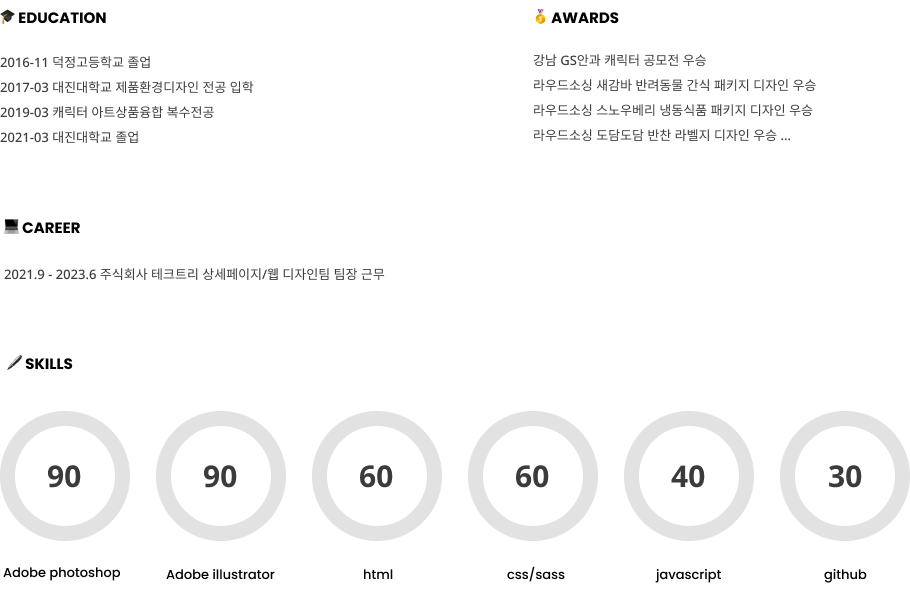 EDUCATION
2016-11 덕정고등학교 졸업
2017-03 대진대학교 제품환경디자인 전공 입학
2019-03 캐릭터 아트상품융합 복수전공
2021-03 대진대학교 졸업
AWARDS
강남 GS안과 캐릭터 공모전 우승
라우드소싱 새감바 반려동물 간식 패키지 디자인 우승
라우드소싱 스노우베리 냉동식품 패키지 디자인 우승
라우드소싱 도담도담 반찬 라벨지 디자인 우승 ...
CAREER
2021.9 - 2023.6 주식회사 테크트리 상세페이지/웹 디자인팀 팀장 근무
SKILLS
90 90 60 60 40 30
Adobe photoshop Adobe illustrator html css/sass javascript github